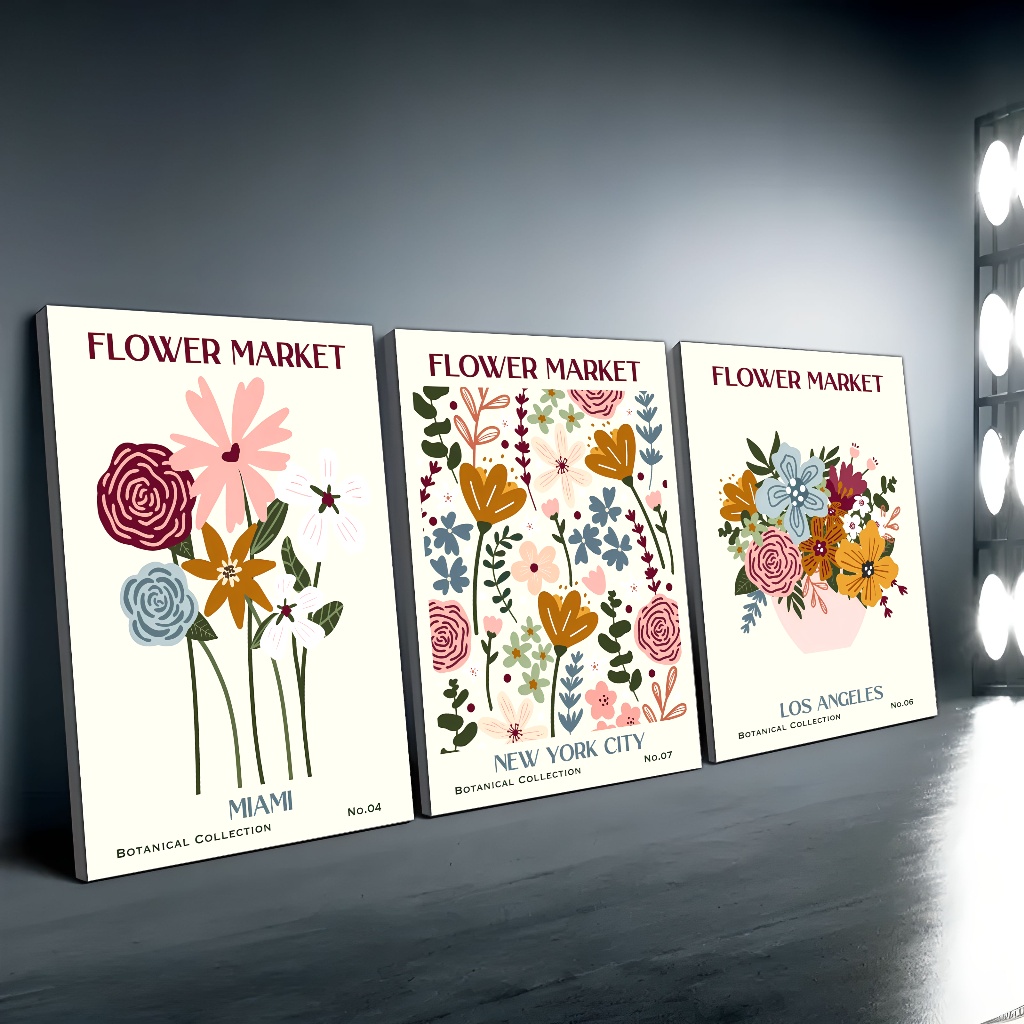 FLOWER MARKET
MIAMI
Botanical Collection
No.04
FLOWER MARKET
NEW YORK CITY
Botanical Collection
No.07
FLOWER MARKET
LOS ANGELES
Botanical Collection
No.06